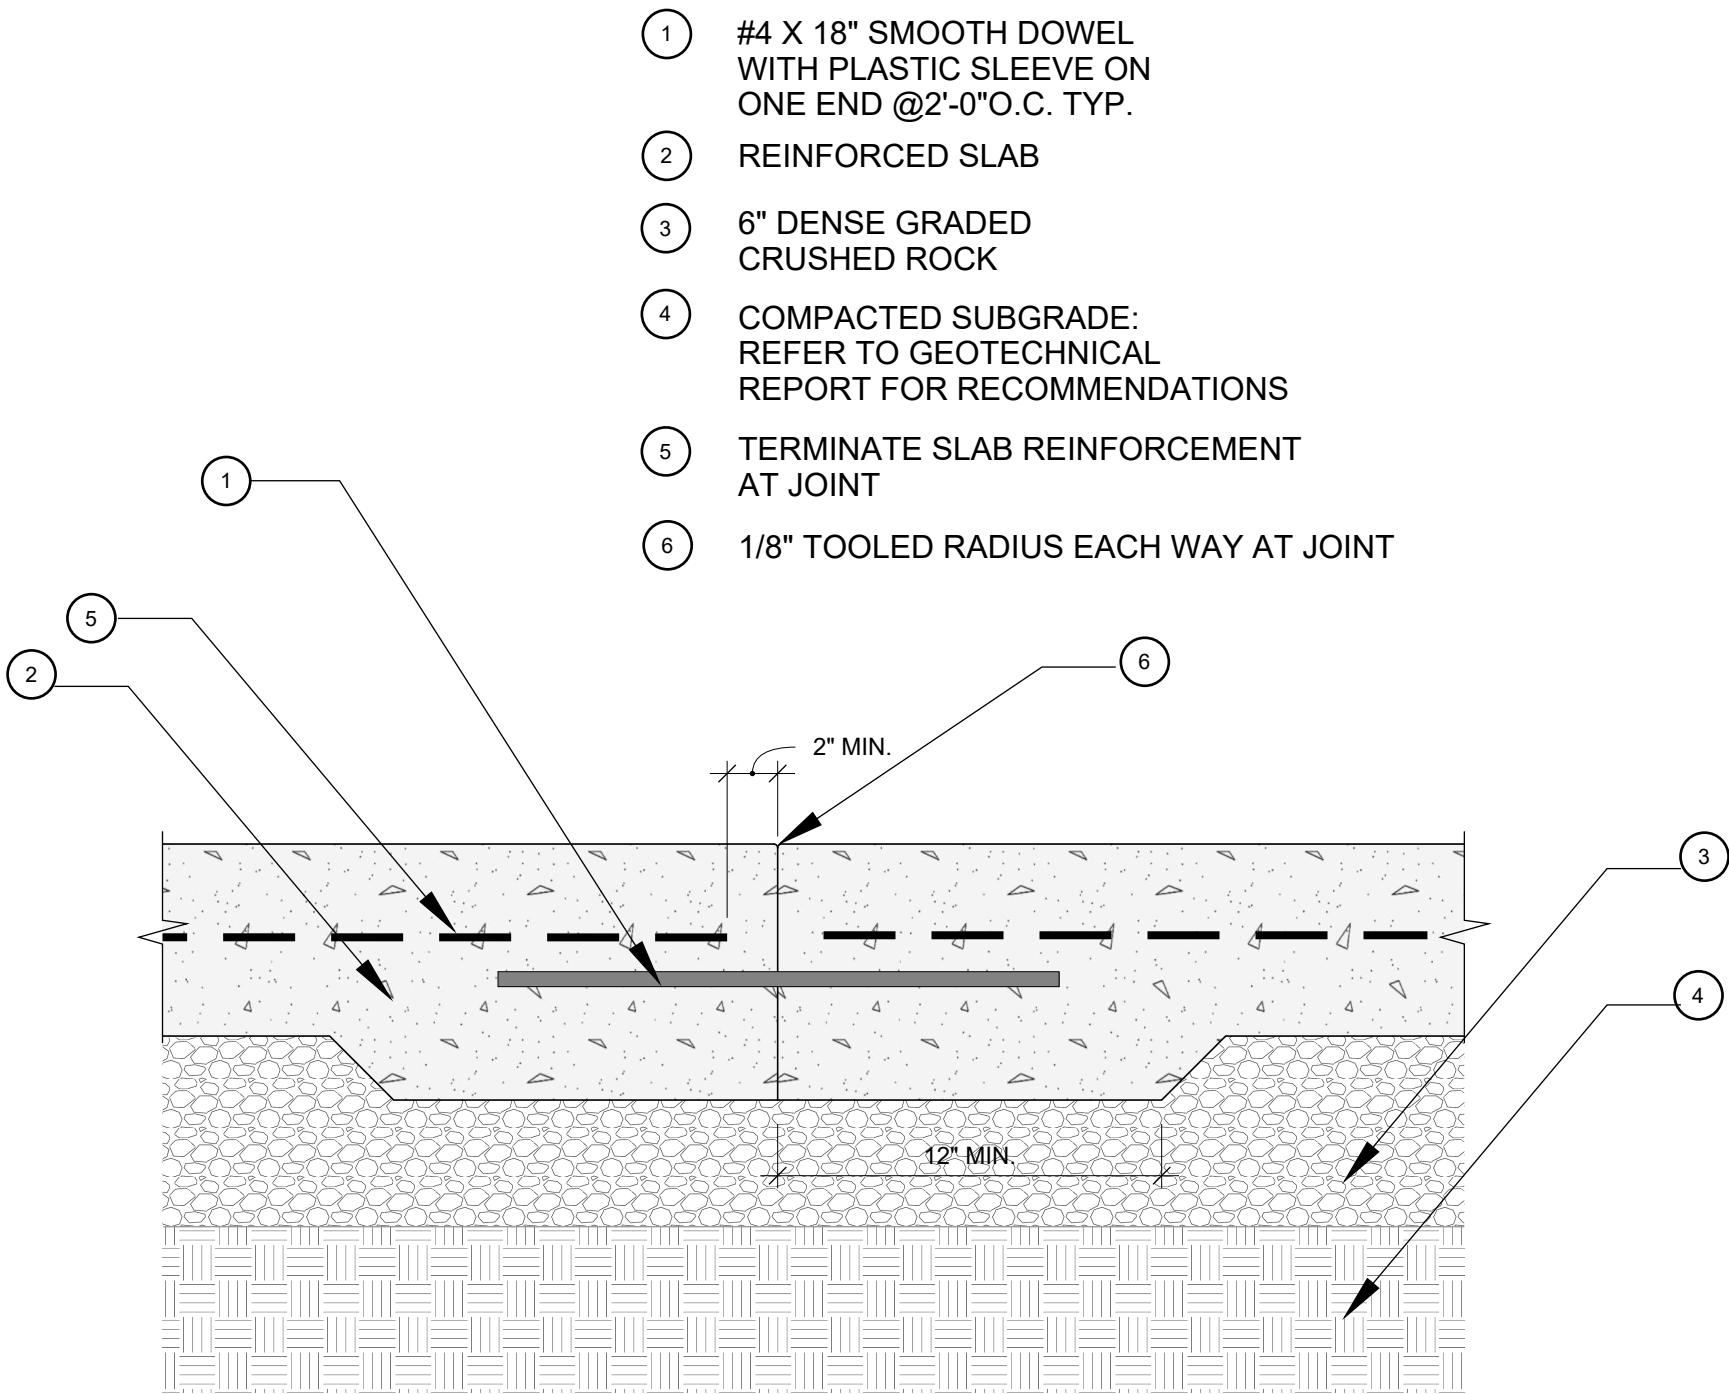 1 #4 X 18" SMOOTH DOWEL
WITH PLASTIC SLEEVE ON
ONE END @2'-0"O.C. TYP.
2 REINFORCED SLAB
3 6" DENSE GRADED
CRUSHED ROCK
4 COMPACTED SUBGRADE:
REFER TO GEOTECHNICAL
REPORT FOR RECOMMENDATIONS
5 TERMINATE SLAB REINFORCEMENT
AT JOINT
6 1/8" TOOLED RADIUS EACH WAY AT JOINT
1
5
2
6
2" MIN.
3
4
12" MIN.